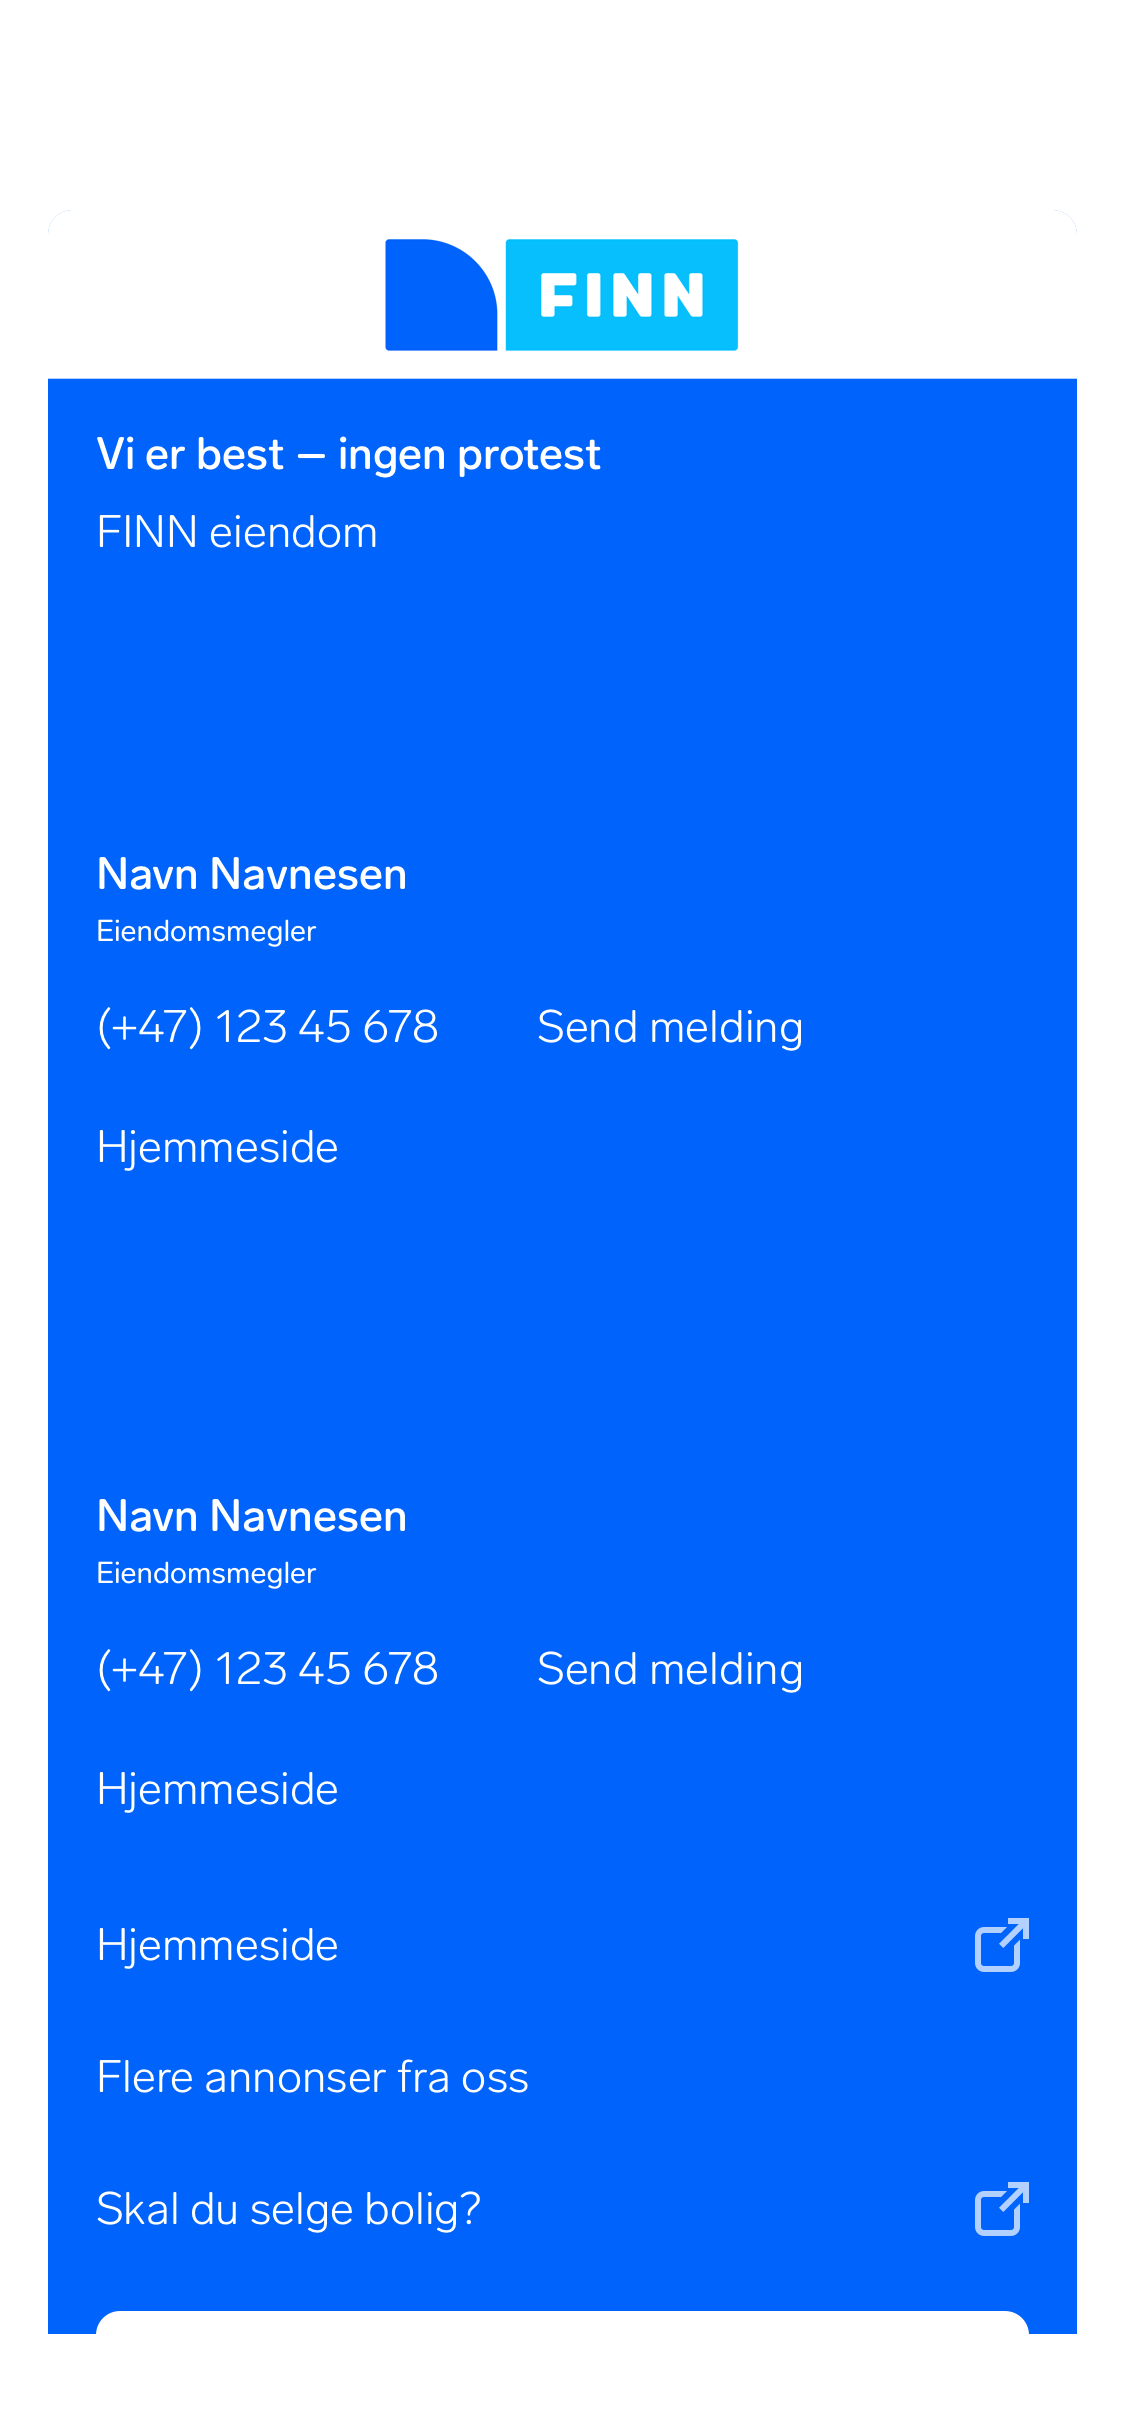 FINN
Vi er best – ingen protest
FINN eiendom
Navn Navnesen
Eiendomsmegler
(+47) 123 45 678 Send melding
Hjemmeside
Navn Navnesen
Eiendomsmegler
(+47) 123 45 678 Send melding
Hjemmeside
Hjemmeside
Flere annonser fra oss
Skal du selge bolig?